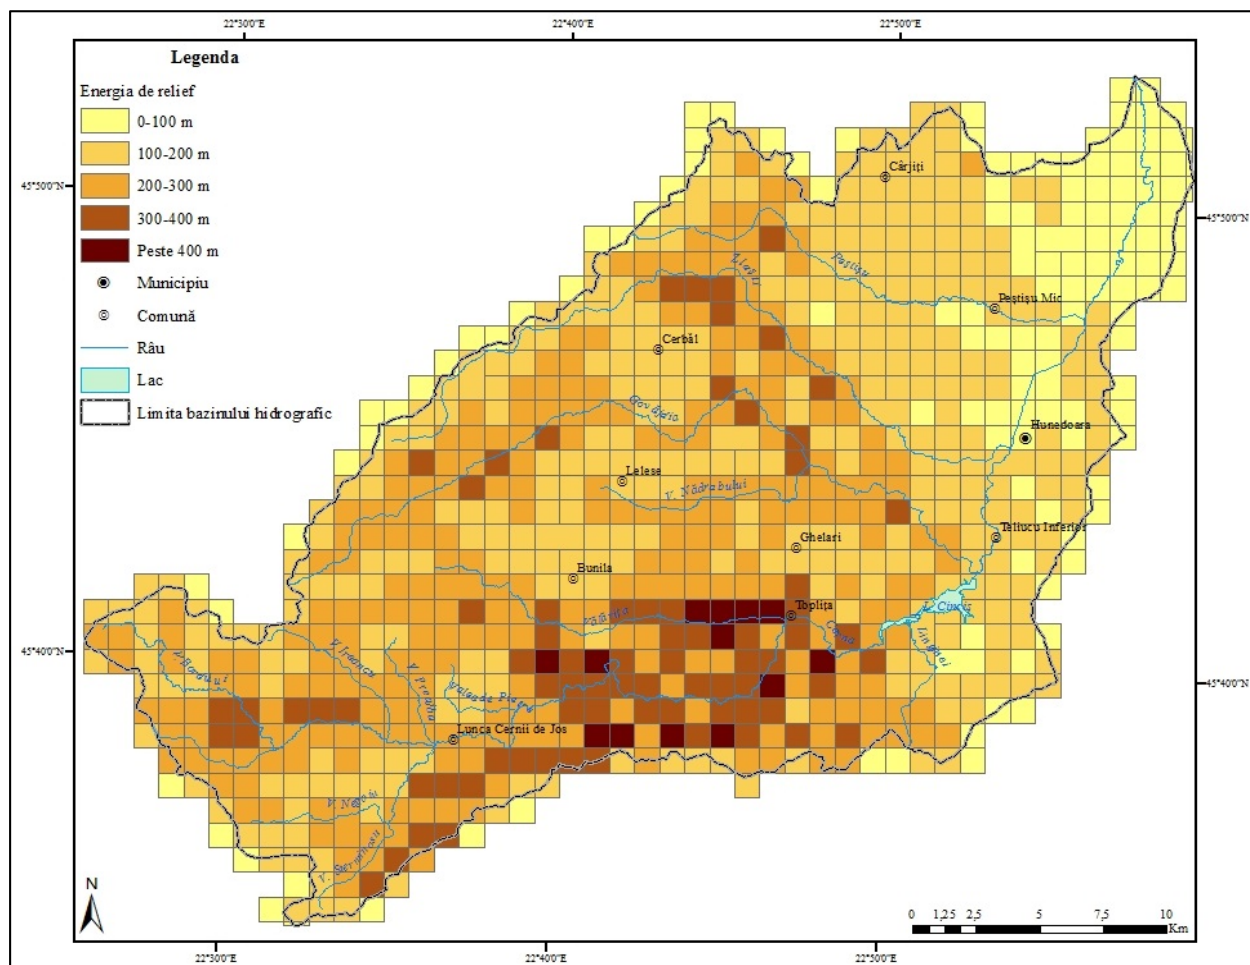 22°30'0"E
22°40'0"E
22°50'0"E
Legenda
Energia de relief
0-100 m
100-200 m
200-300 m
300-400 m
Peste 400 m
Municipiu
Comună
Râu
Lac
Limita bazinului hidrografic
45°50'0"N
45°50'0"N
Cârjiți
Zlaști
Peștișu
Peștișu Mic
Cerbăl
Govăjdia
Hunedoara
Lelese
V. Nădrabului
Teliucu Inferior
Ghelari
Bunila
L. Cinciș
Toplița
Vălărița
Cerna
45°40'0"N
45°40'0"N
Lunca Cernii de Jos
V. Negoiu
N
0 1,25 2,5 5 7,5 10
Km
22°30'0"E
22°40'0"E
22°50'0"E